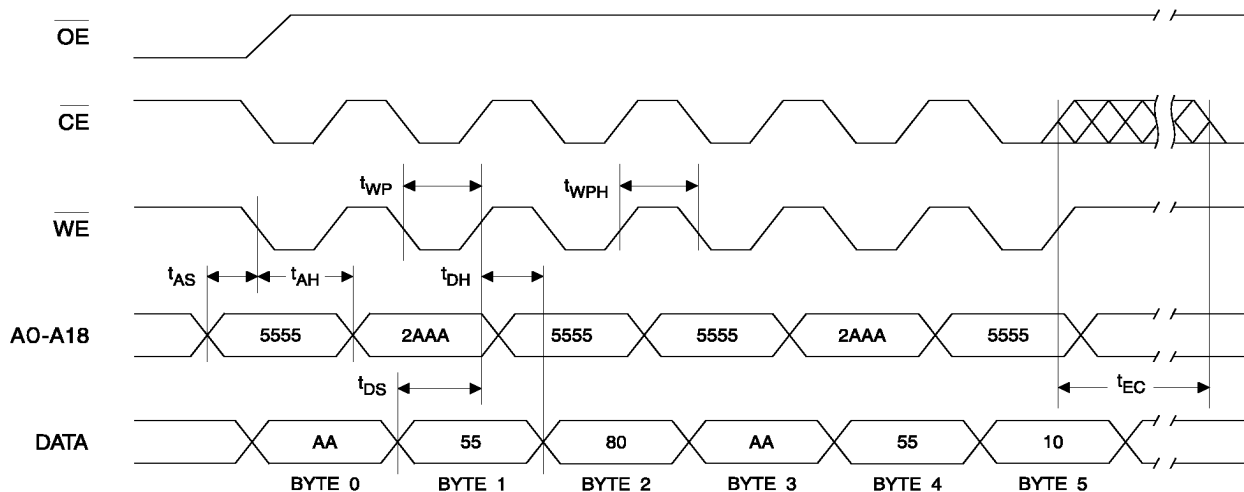 OE
CE
tWP
tWPH
WE
tAS
tAH
tDH
A0-A18 5555 2AAA 5555 5555 2AAA 5555
tDS
tEC
DATA AA 55 80 AA 55 10
BYTE 0 BYTE 1 BYTE 2 BYTE 3 BYTE 4 BYTE 5